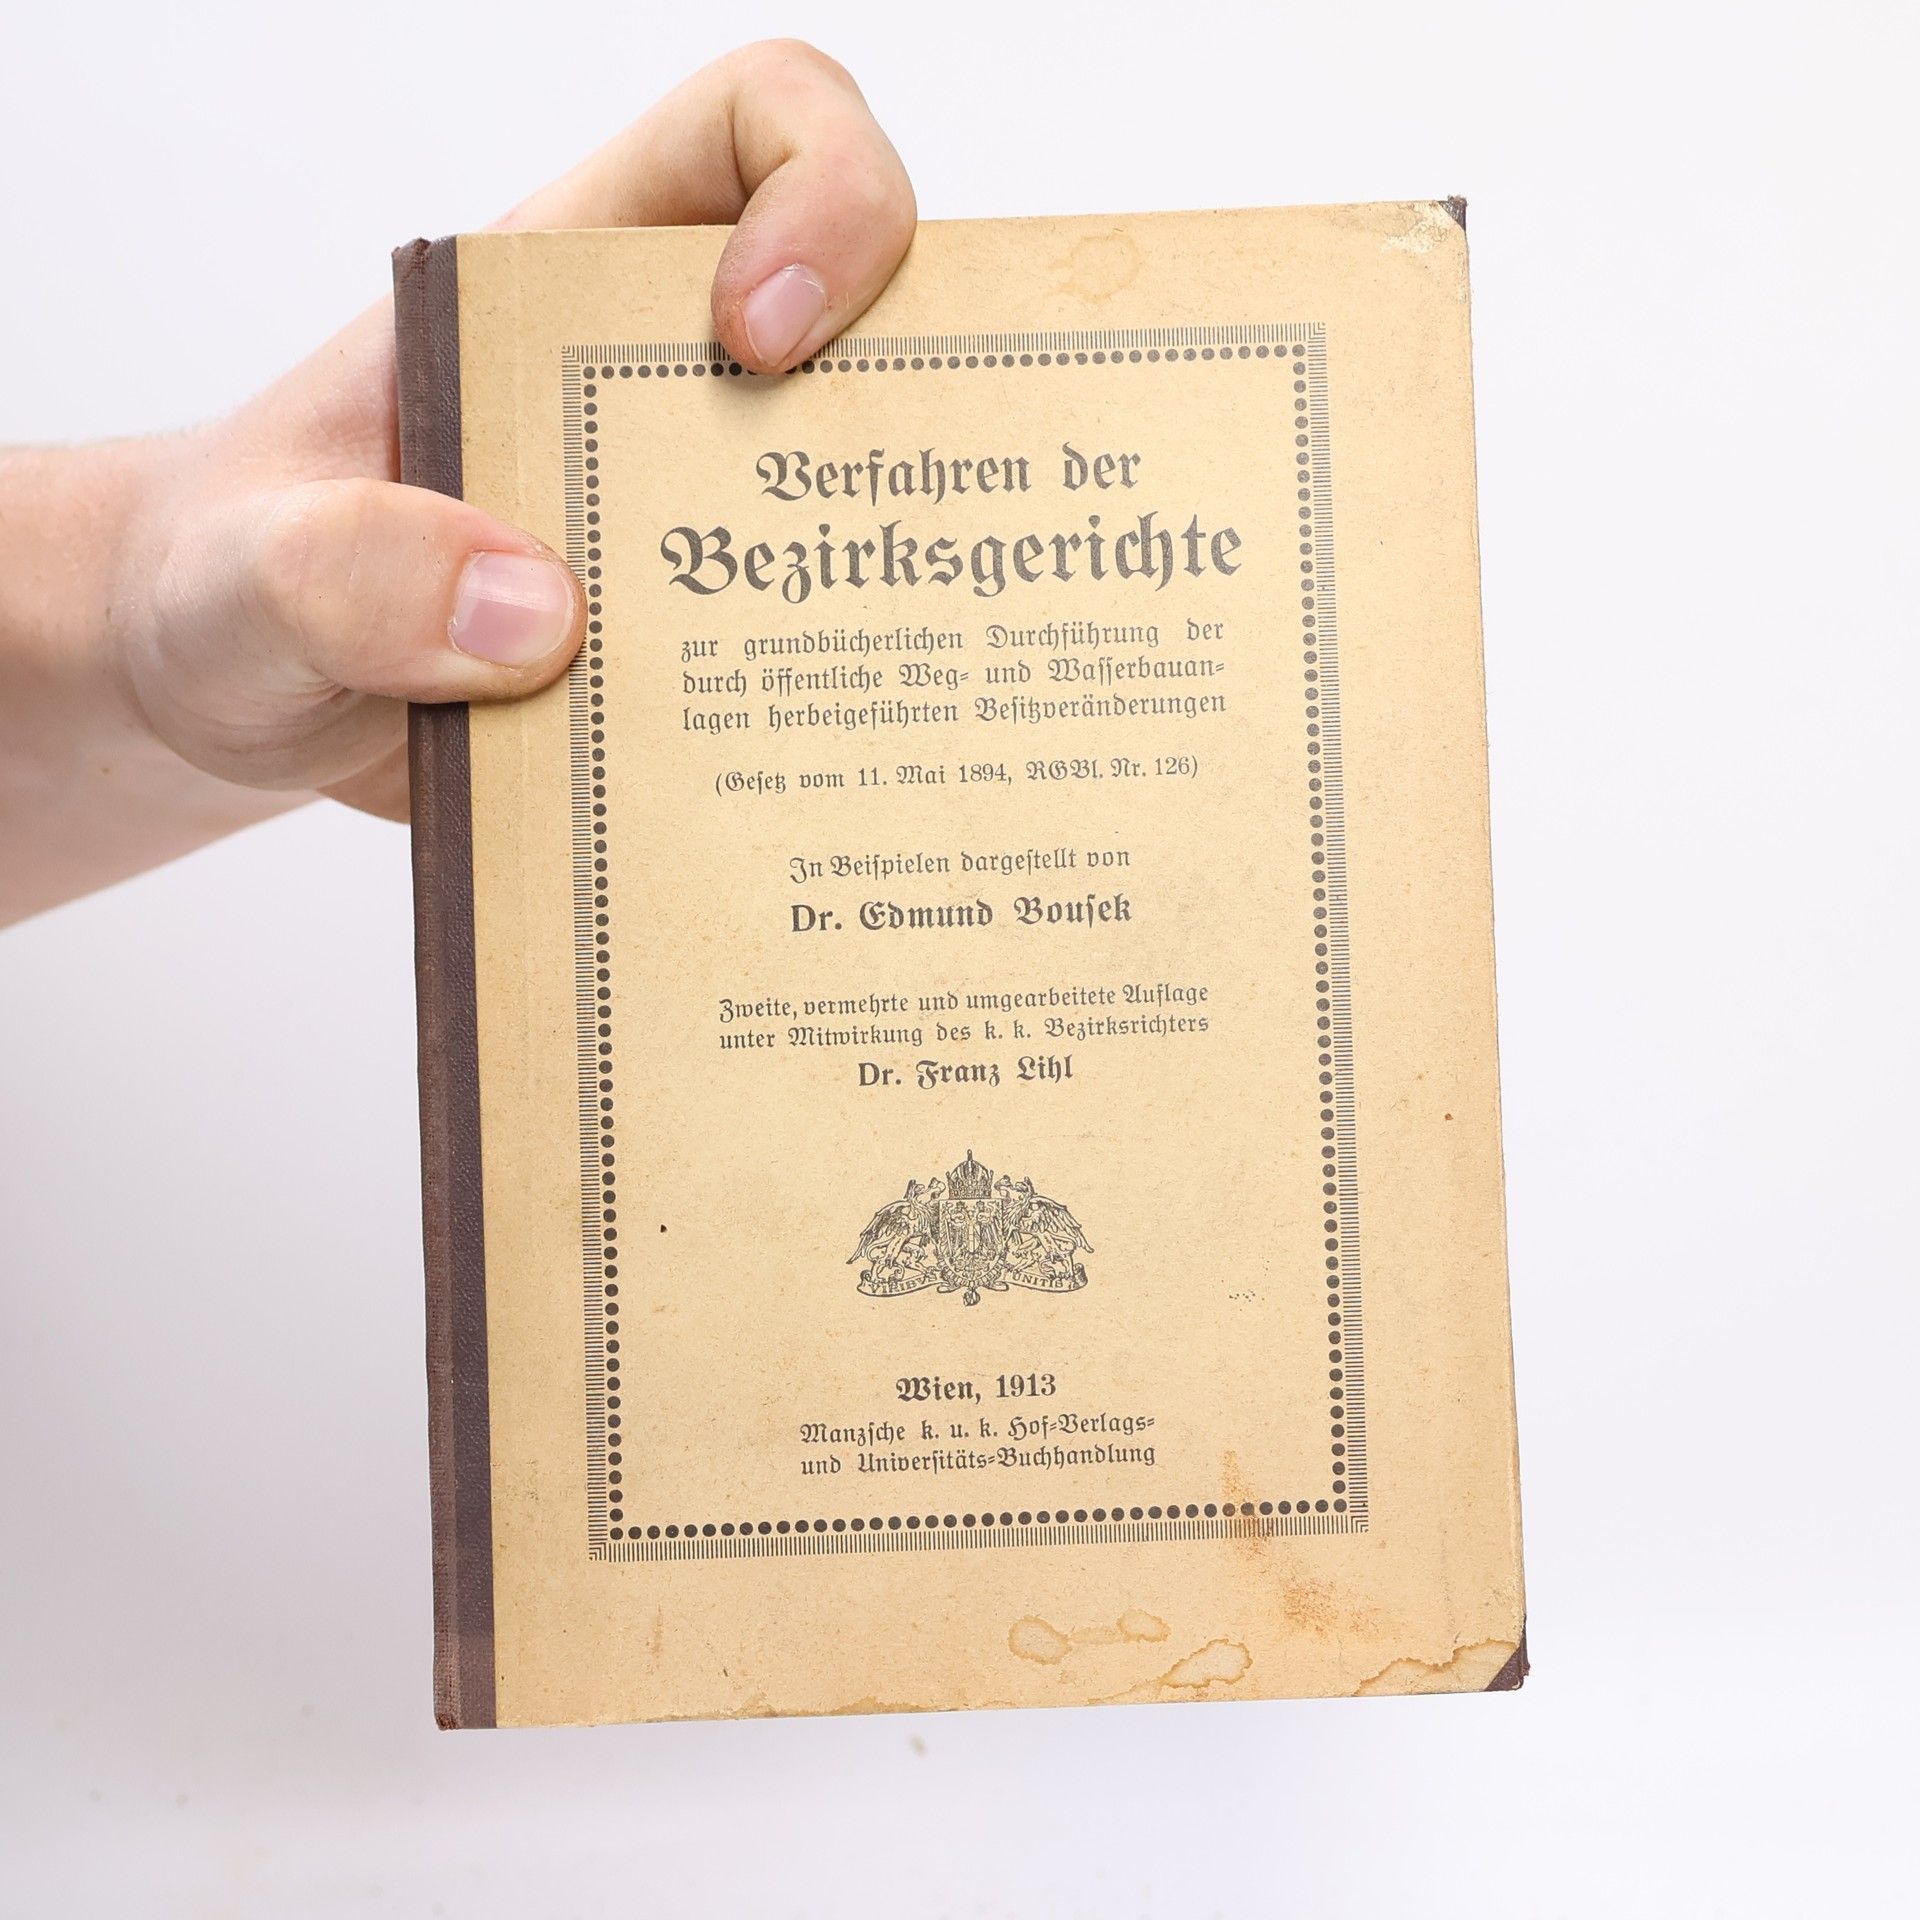 Verfahren der
Bezirksgerichte
zur grundbücherlichen Durchführung der
durch öffentliche Weg- und Wasserbauan-
lagen herbeigeführten Besitzveränderungen
(Gesetz vom 11. Mai 1894, RGBl. Nr. 126)
In Beispielen dargestellt von
Dr. Edmund Bousek
Zweite, vermehrte und umgearbeitete Auflage
unter Mitwirkung des k. k. Bezirksrichters
Dr. Franz Lihl
VIRIBVS UNITIS
Wien, 1913
Manzsche k. u. k. Hof-Verlags-
und Universitäts-Buchhandlung